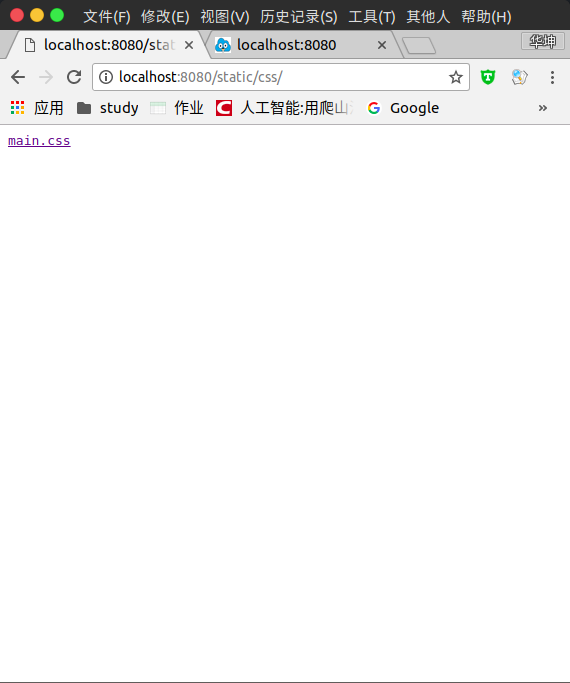 文件(F) 修改(E) 视图(V) 历史记录(S) 工具(T) 其他人 帮助(H)
localhost:8080/stat localhost:8080 华坤
localhost:8080/static/css/
应用 study 作业 人工智能:用爬山 Google »
main.css